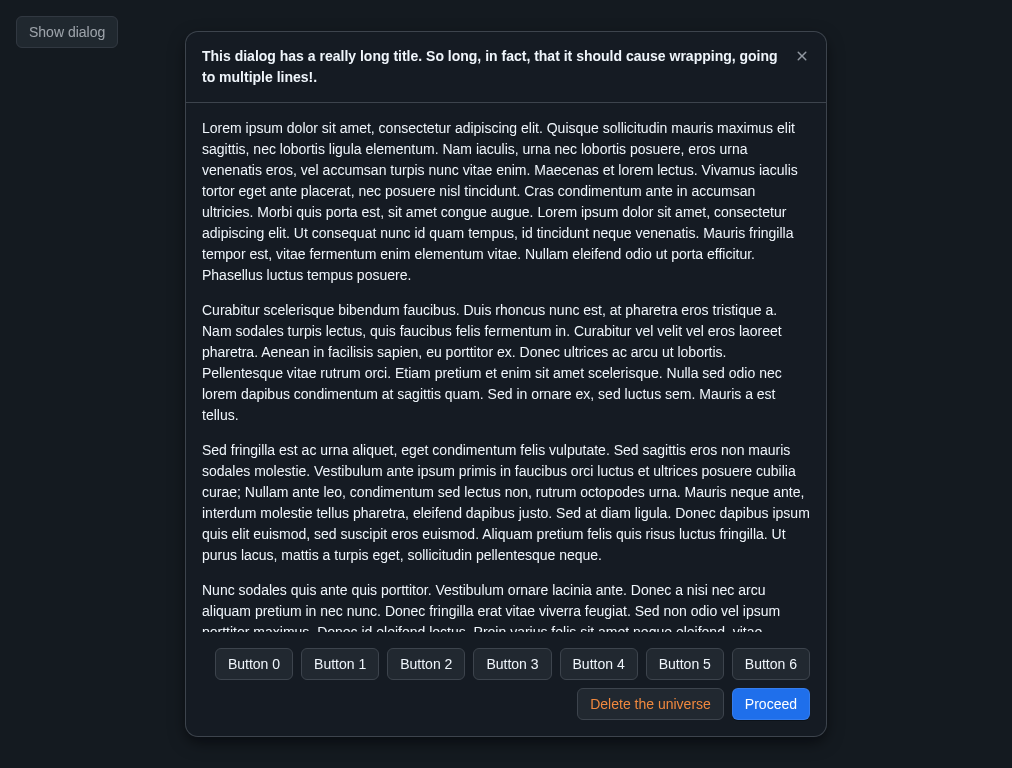 Show dialog
This dialog has a really long title. So long, in fact, that it should cause wrapping, going
to multiple lines!.
Lorem ipsum dolor sit amet, consectetur adipiscing elit. Quisque sollicitudin mauris maximus elit
sagittis, nec lobortis ligula elementum. Nam iaculis, urna nec lobortis posuere, eros urna
venenatis eros, vel accumsan turpis nunc vitae enim. Maecenas et lorem lectus. Vivamus iaculis
tortor eget ante placerat, nec posuere nisl tincidunt. Cras condimentum ante in accumsan
ultricies. Morbi quis porta est, sit amet congue augue. Lorem ipsum dolor sit amet, consectetur
adipiscing elit. Ut consequat nunc id quam tempus, id tincidunt neque venenatis. Mauris fringilla
tempor est, vitae fermentum enim elementum vitae. Nullam eleifend odio ut porta efficitur.
Phasellus luctus tempus posuere.
Curabitur scelerisque bibendum faucibus. Duis rhoncus nunc est, at pharetra eros tristique a.
Nam sodales turpis lectus, quis faucibus felis fermentum in. Curabitur vel velit vel eros laoreet
pharetra. Aenean in facilisis sapien, eu porttitor ex. Donec ultrices ac arcu ut lobortis.
Pellentesque vitae rutrum orci. Etiam pretium et enim sit amet scelerisque. Nulla sed odio nec
lorem dapibus condimentum at sagittis quam. Sed in ornare ex, sed luctus sem. Mauris a est
tellus.
Sed fringilla est ac urna aliquet, eget condimentum felis vulputate. Sed sagittis eros non mauris
sodales molestie. Vestibulum ante ipsum primis in faucibus orci luctus et ultrices posuere cubilia
curae; Nullam ante leo, condimentum sed lectus non, rutrum octopodes urna. Mauris neque ante,
interdum molestie tellus pharetra, eleifend dapibus justo. Sed at diam ligula. Donec dapibus ipsum
quis elit euismod, sed suscipit eros euismod. Aliquam pretium felis quis risus luctus fringilla. Ut
purus lacus, mattis a turpis eget, sollicitudin pellentesque neque.
Nunc sodales quis ante quis porttitor. Vestibulum ornare lacinia ante. Donec a nisi nec arcu
aliquam pretium in nec nunc. Donec fringilla erat vitae viverra feugiat. Sed non odio vel ipsum
porttitor maximus. Donec id eleifend lectus. Proin varius felis sit amet neque eleifend, vitae
Button 0 Button 1 Button 2 Button 3 Button 4 Button 5 Button 6
Delete the universe Proceed